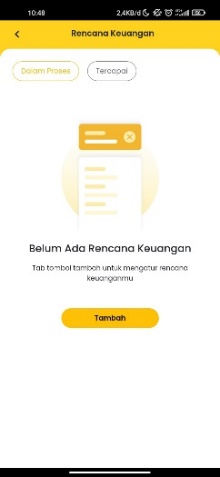 10:48
2,4KB/d
Rencana Keuangan
Dalam Proses
Tercapai
Belum Ada Rencana Keuangan
Tab tombol tambah untuk mengatur rencana
keuanganmu
Tambah